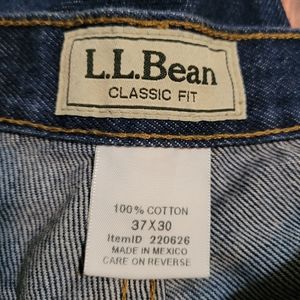 L.L.Bean
CLASSIC FIT
100% COTTON
37X30
ItemID 220626
MADE IN MEXICO
CARE ON REVERSE